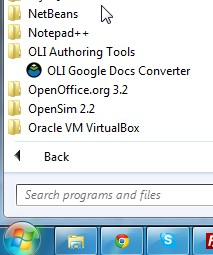 NetBeans
Notepad++
OLI Authoring Tools
OLI Google Docs Converter
OpenOffice.org 3.2
OpenSim 2.2
Oracle VM VirtualBox
Back
Search programs and files